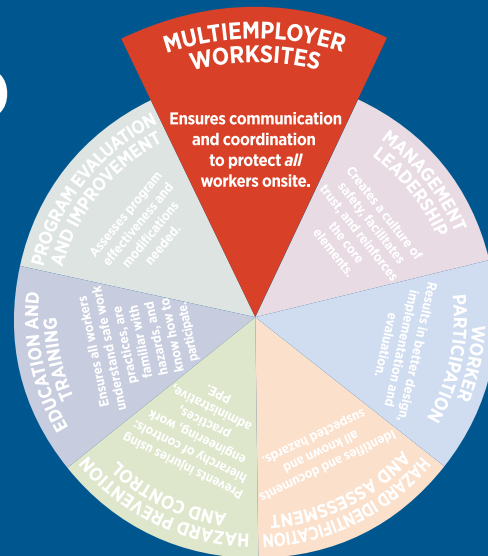 MULTIEMPLOYER
WORKSITES
Ensures communication
and coordination
to protect all
workers onsite.
MANAGEMENT
LEADERSHIP
Creates a culture of
safety, facilitates
trust, and reinforces
the core
elements.
WORKER
PARTICIPATION
Results in better design,
implementation and
evaluation.
HAZARD IDENTIFICATION
AND ASSESSMENT
Identifies and documents
all known and
suspected hazards.
HAZARD PREVENTION
AND CONTROL
Prevents injuries using
hierarchy of controls:
engineering, work
practices,
administrative,
PPE.
EDUCATION AND
TRAINING
Ensures all workers
understand safe work
practices, are
familiar with
hazards, and
know how to
participate.
PROGRAM EVALUATION
AND IMPROVEMENT
Assesses program
effectiveness and
modifications
needed.